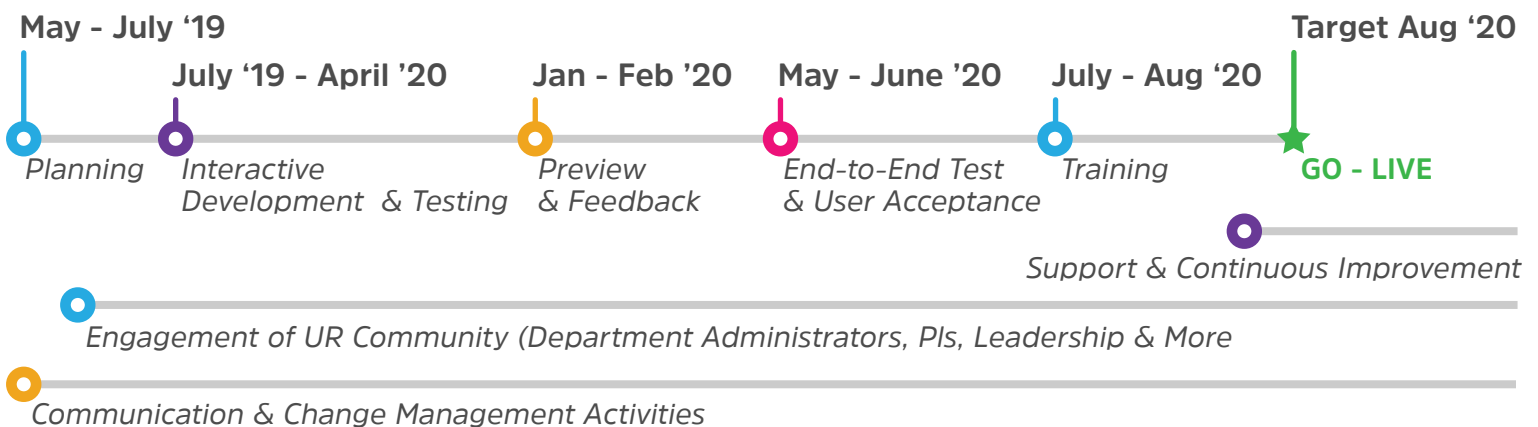 May - July ‘19
Target Aug ‘20
July ‘19 - April ’20
Jan - Feb ’20
May - June ’20
July - Aug ‘20
Planning
Interactive
Development & Testing
Preview
& Feedback
End-to-End Test
& User Acceptance
Training
GO - LIVE
Support & Continuous Improvement
Engagement of UR Community (Department Administrators, PIs, Leadership & More
Communication & Change Management Activities